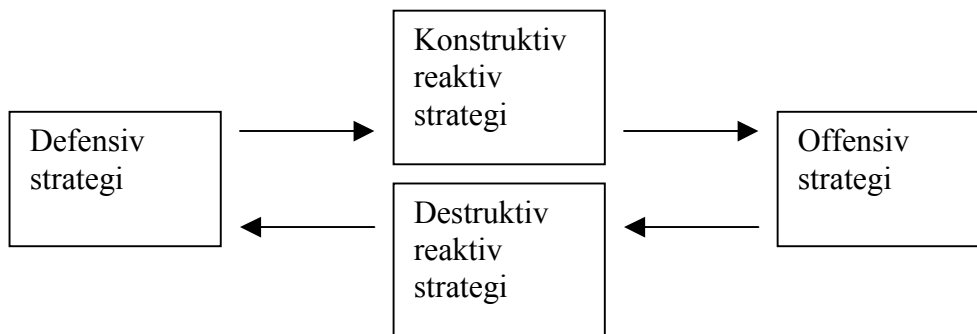 Konstruktiv
reaktiv
strategi
Defensiv
strategi
Offensiv
strategi
Destruktiv
reaktiv
strategi